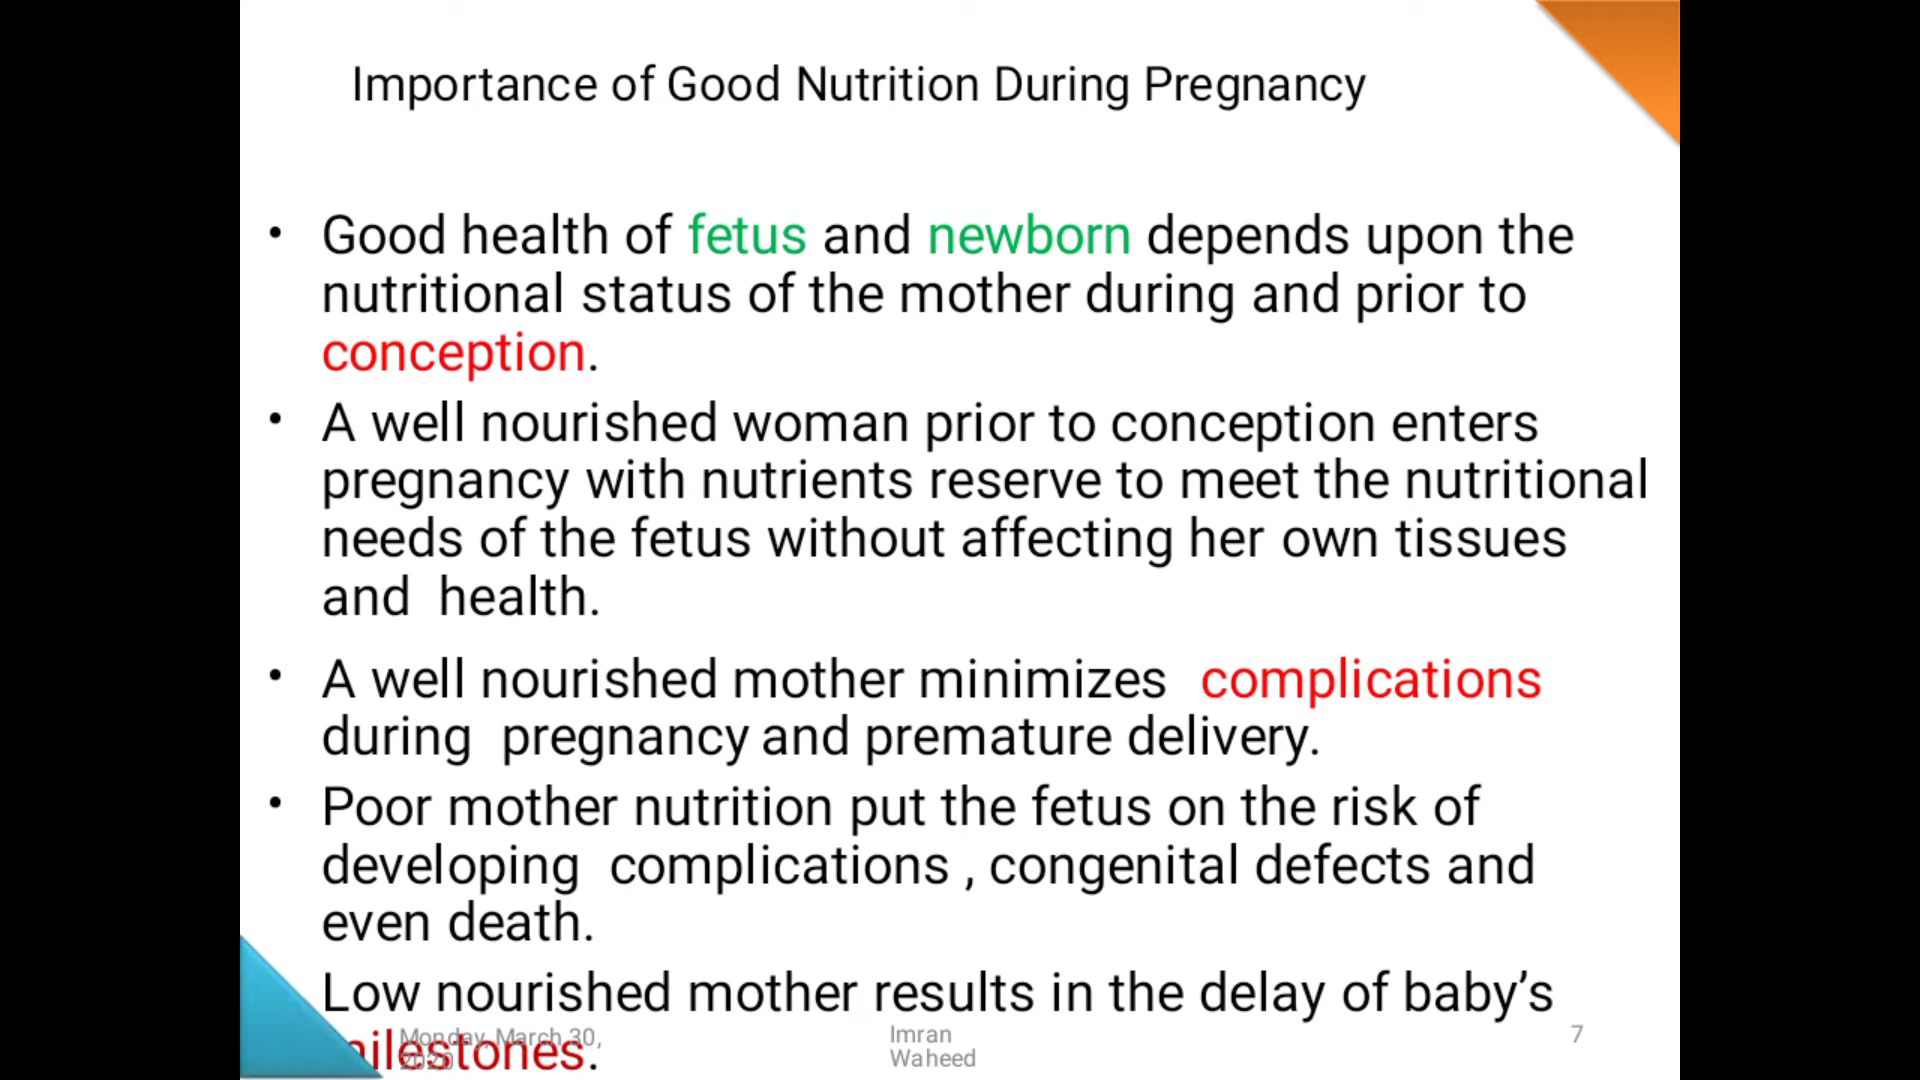 Importance of Good Nutrition During Pregnancy
• Good health of fetus and newborn depends upon the
nutritional status of the mother during and prior to
conception.
• A well nourished woman prior to conception enters
pregnancy with nutrients reserve to meet the nutritional
needs of the fetus without affecting her own tissues
and health.
• A well nourished mother minimizes complications
during pregnancy and premature delivery.
• Poor mother nutrition put the fetus on the risk of
developing complications , congenital defects and
even death.
Low nourished mother results in the delay of baby’s
milestones.
Monday, March 30,
2020
Imran
Waheed
7